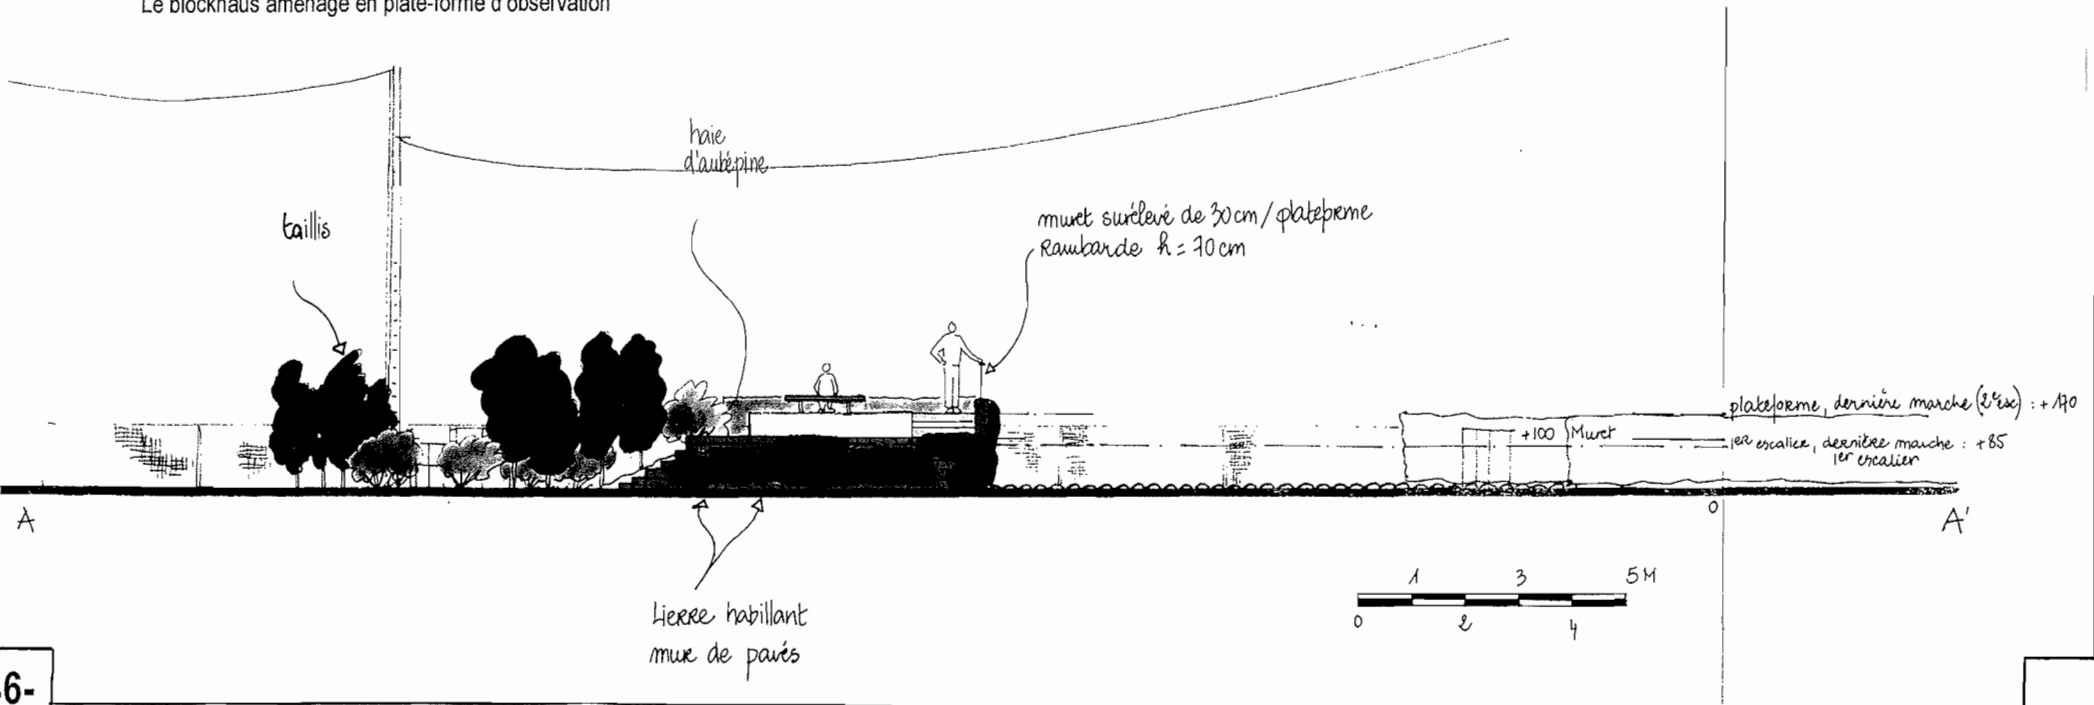 Le blockhaus aménagé en plate-forme d'observation
haie
d'aubépine
taillis
muret surélevé de 30cm/plateforme
Rambarde h=70cm
plateforme, dernière marche (2e esc) : +170
+100 Muret
1er escalier, dernière marche : +85
1er escalier
A
0
A'
1 3 5M
0 2 4
Lierre habillant
mur de pavés
6-